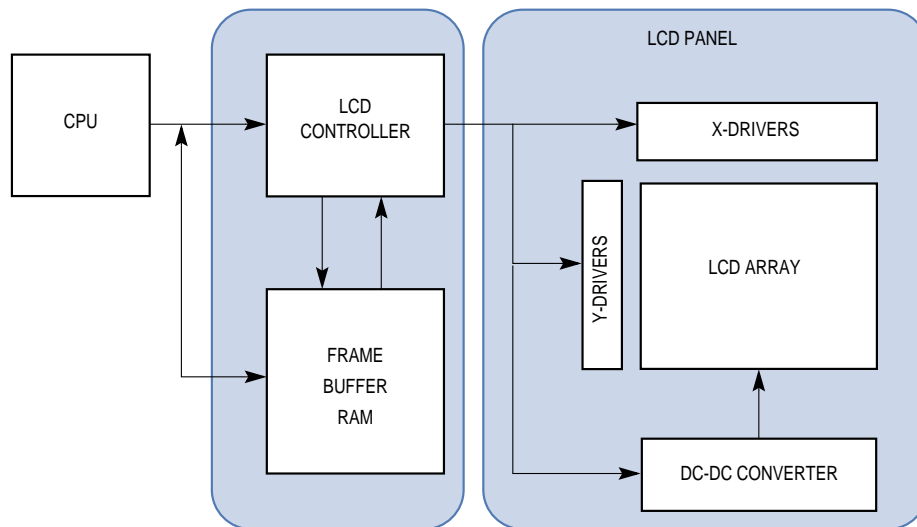 LCD PANEL
CPU
LCD
CONTROLLER
X-DRIVERS
Y-DRIVERS
LCD ARRAY
FRAME
BUFFER
RAM
DC-DC CONVERTER